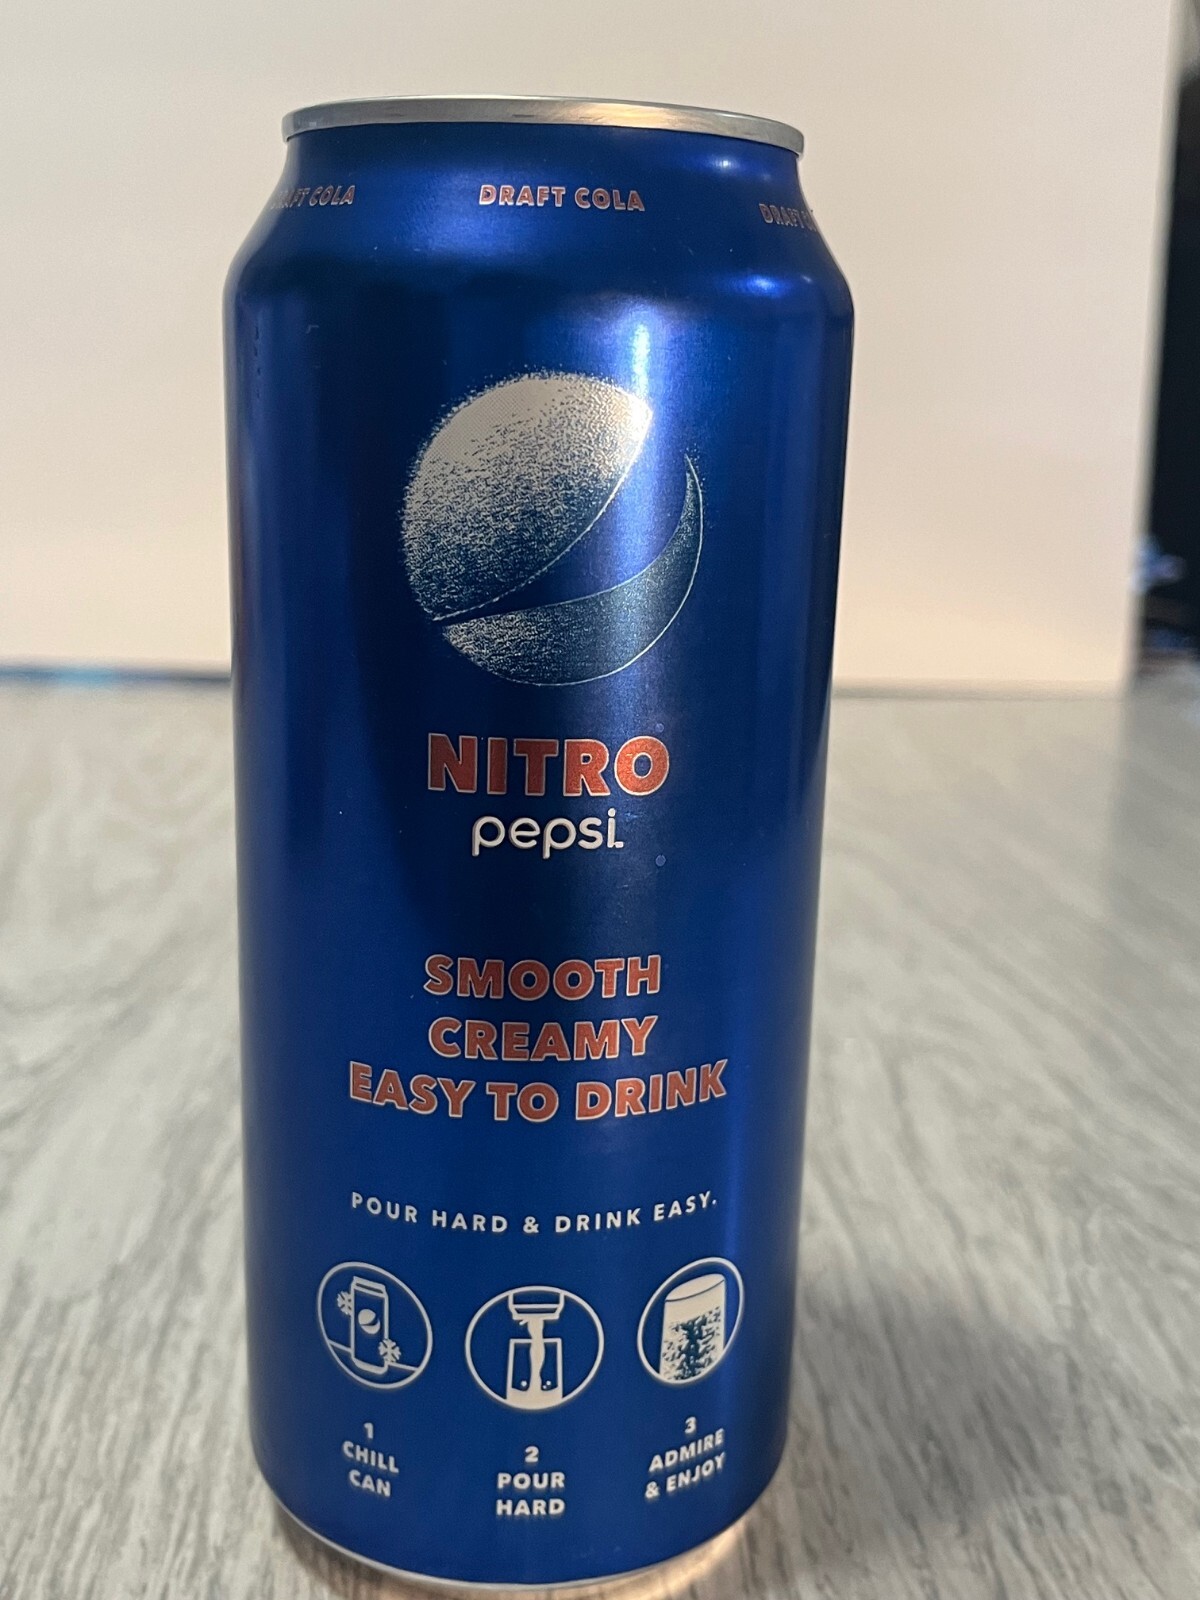 DRAFT COLA
NITRO
pepsi
SMOOTH
CREAMY
EASY TO DRINK
POUR HARD & DRINK EASY.
1
CHILL
CAN
2
POUR
HARD
3
ADMIRE
& ENJOY